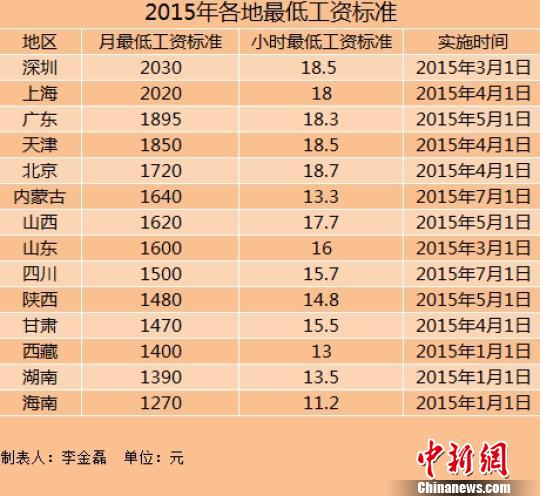 2015年各地最低工资标准
地区 月最低工资标准 小时最低工资标准 实施时间
深圳 2030 18.5 2015年3月1日
上海 2020 18 2015年4月1日
广东 1895 18.3 2015年5月1日
天津 1850 18.5 2015年4月1日
北京 1720 18.7 2015年4月1日
内蒙古 1640 13.3 2015年7月1日
山西 1620 17.7 2015年5月1日
山东 1600 16 2015年3月1日
四川 1500 15.7 2015年7月1日
陕西 1480 14.8 2015年5月1日
甘肃 1470 15.5 2015年4月1日
西藏 1400 13 2015年1月1日
湖南 1390 13.5 2015年1月1日
海南 1270 11.2 2015年1月1日
制表人：李金磊 单位：元
中新網
Chinanews.com